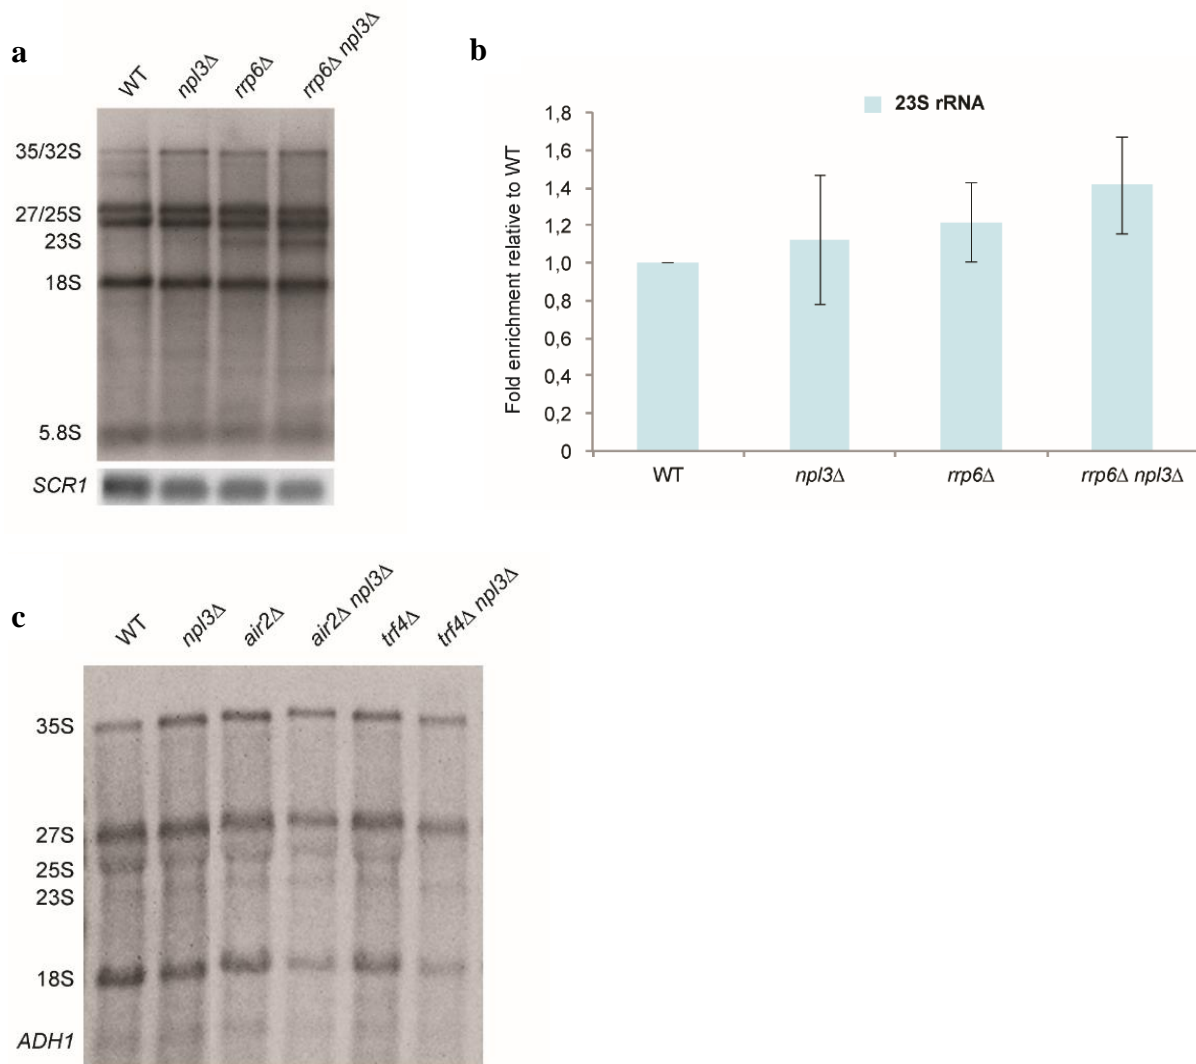 a
WT npl3Δ rrp6Δ rrp6Δ npl3Δ
35/32S
27/25S
23S
18S
5.8S
SCR1
b
23S rRNA
Fold enrichment relative to WT
1,8
1,6
1,4
1,2
1,0
0,8
0,6
0,4
0,2
0
WT npl3Δ rrp6Δ rrp6Δ npl3Δ
c
WT npl3Δ air2Δ air2Δ npl3Δ trf4Δ trf4Δ npl3Δ
35S
27S
25S
23S
18S
ADH1